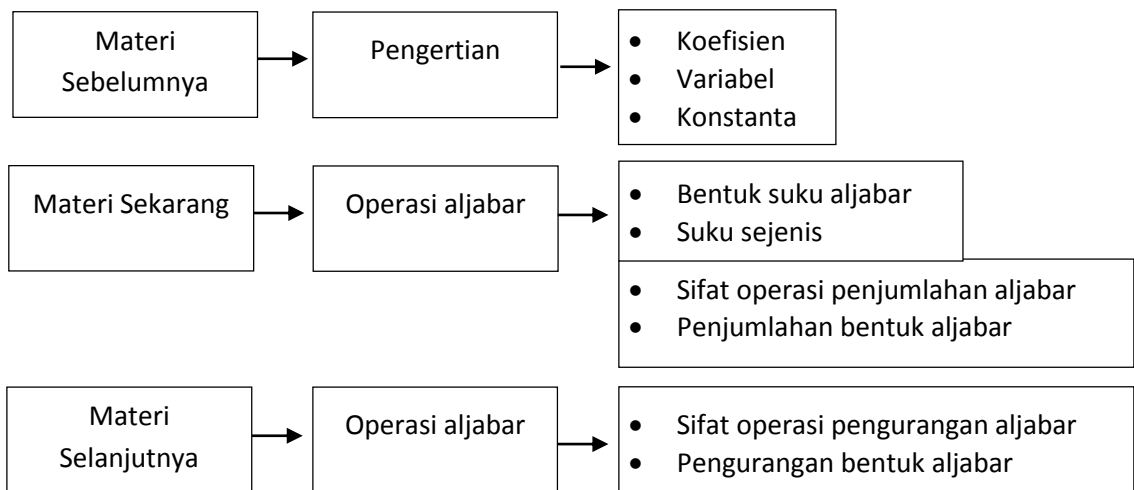 Materi
Sebelumnya
Pengertian
• Koefisien
• Variabel
• Konstanta
Materi Sekarang
Operasi aljabar
• Bentuk suku aljabar
• Suku sejenis
• Sifat operasi penjumlahan aljabar
• Penjumlahan bentuk aljabar
Materi
Selanjutnya
Operasi aljabar
• Sifat operasi pengurangan aljabar
• Pengurangan bentuk aljabar